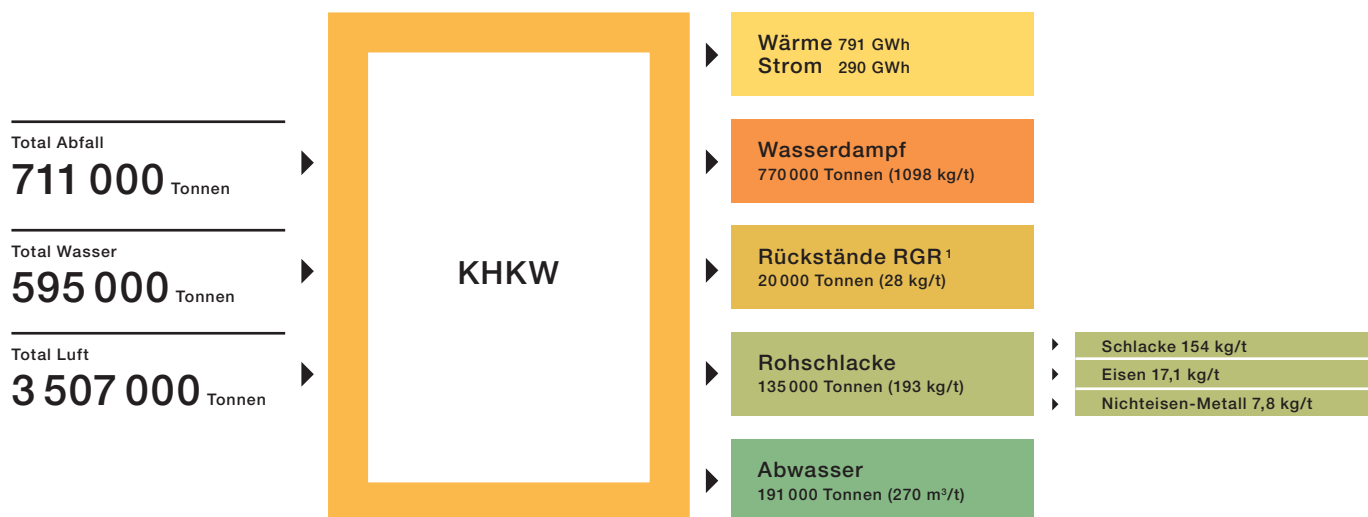 Total Abfall
711 000 Tonnen
Total Wasser
595 000 Tonnen
Total Luft
3 507 000 Tonnen
KHKW
Wärme 791 GWh
Strom 290 GWh
Wasserdampf
770 000 Tonnen (1098 kg/t)
Rückstände RGR¹
20 000 Tonnen (28 kg/t)
Rohschlacke
135 000 Tonnen (193 kg/t)
Schlacke 154 kg/t
Eisen 17,1 kg/t
Nichteisen-Metall 7,8 kg/t
Abwasser
191 000 Tonnen (270 m³/t)